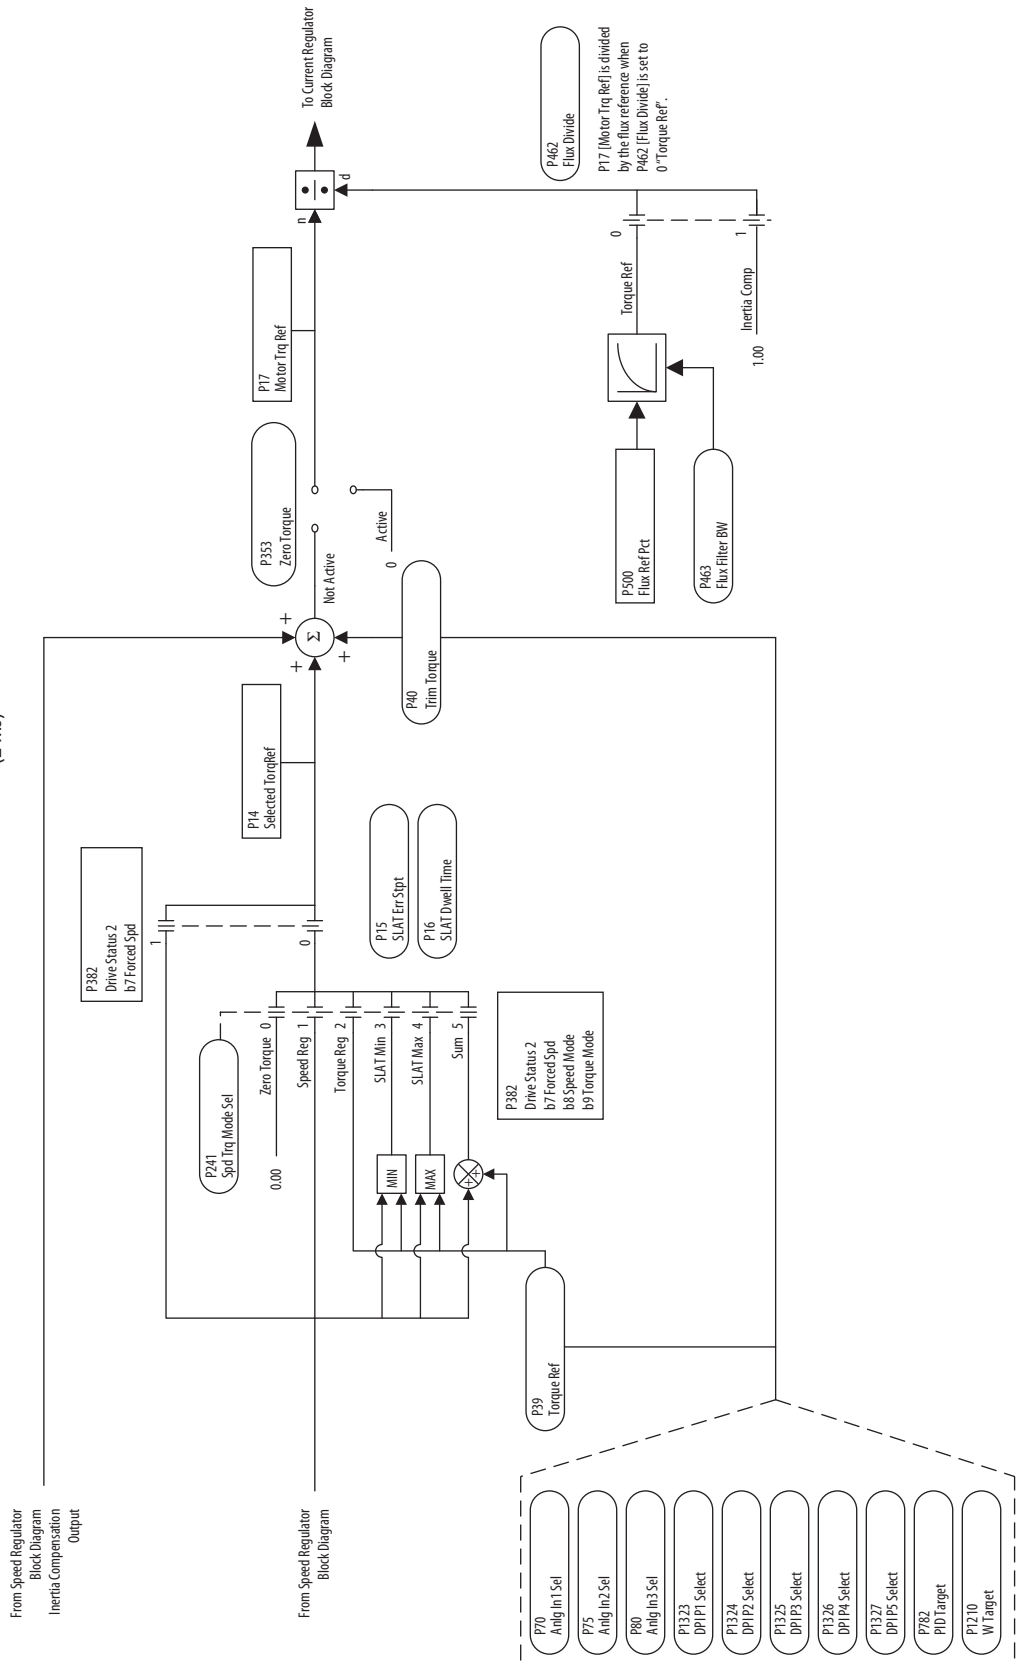 (2 ms)
From Speed Regulator
Block Diagram
Inertia Compensation
Output
From Speed Regulator
Block Diagram
P382
Drive Status 2
b7 Forced Spd
1
0
P241
Spd Trq Mode Sel
0.00
Zero Torque 0
Speed Reg 1
Torque Reg 2
SLAT Min 3
SLAT Max 4
Sum 5
MIN
MAX
+
+
P14
Selected TorqRef
P15
SLAT Err Stpt
P16
SLAT Dwell Time
P382
Drive Status 2
b7 Forced Spd
b8 Speed Mode
b9 Torque Mode
P39
Torque Ref
+
+
+
Σ
P40
Trim Torque
P353
Zero Torque
Not Active
Active
0
P17
Motor Trq Ref
n
d
To Current Regulator
Block Diagram
P462
Flux Divide
P17 [Motor Trq Ref] is divided
by the flux reference when
P462 [Flux Divide] is set to
0 “Torque Ref”.
P500
Flux Ref Pct
P463
Flux Filter BW
Torque Ref
0
Inertia Comp
1
1.00
P70
Anlg In1 Sel
P75
Anlg In2 Sel
P80
Anlg In3 Sel
P1323
DPI P1 Select
P1324
DPI P2 Select
P1325
DPI P3 Select
P1326
DPI P4 Select
P1327
DPI P5 Select
P782
PID Target
P1210
W Target